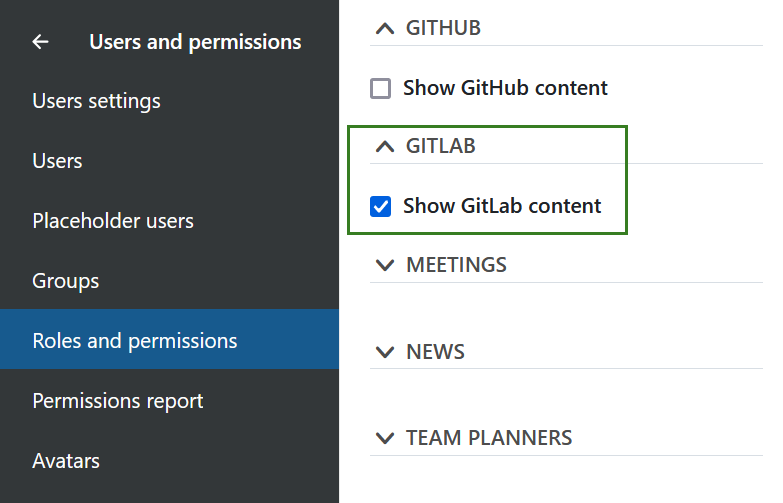 Users and permissions
Users settings
Users
Placeholder users
Groups
Roles and permissions
Permissions report
Avatars
GITHUB
Show GitHub content
GITLAB
Show GitLab content
MEETINGS
NEWS
TEAM PLANNERS